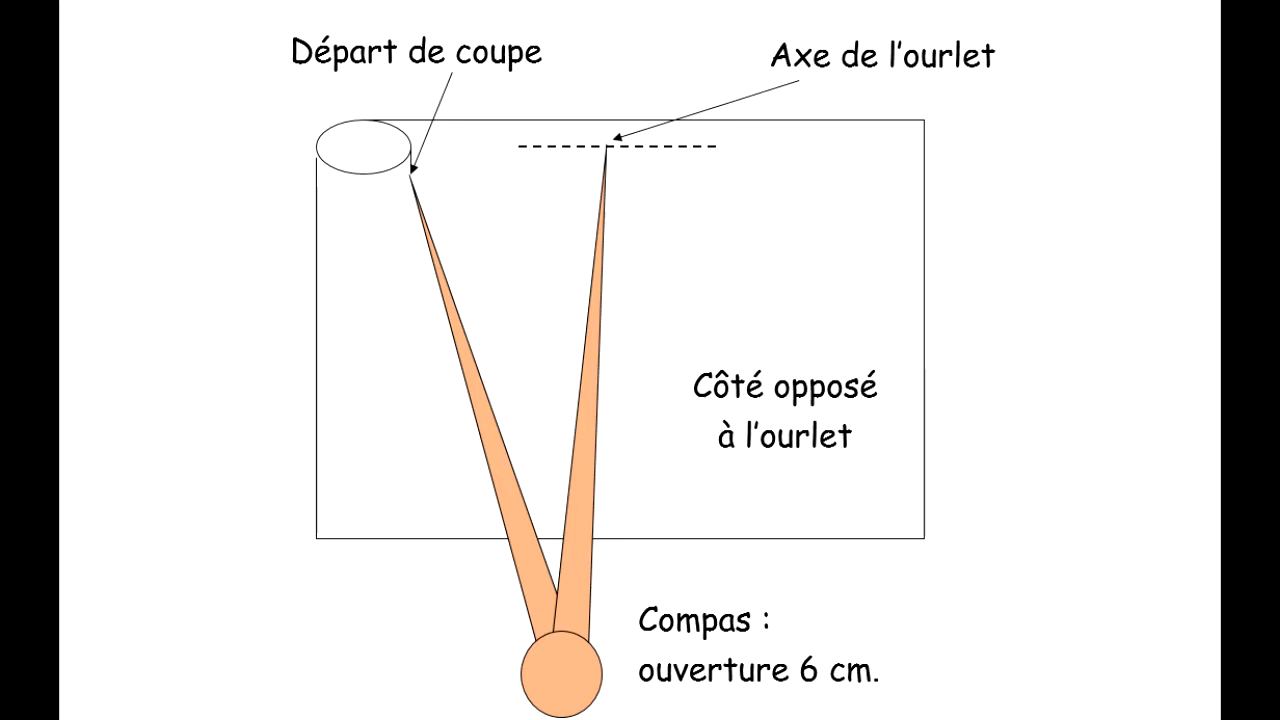 Départ de coupe
Axe de l'ourlet
Côté opposé
à l'ourlet
Compas :
ouverture 6 cm.